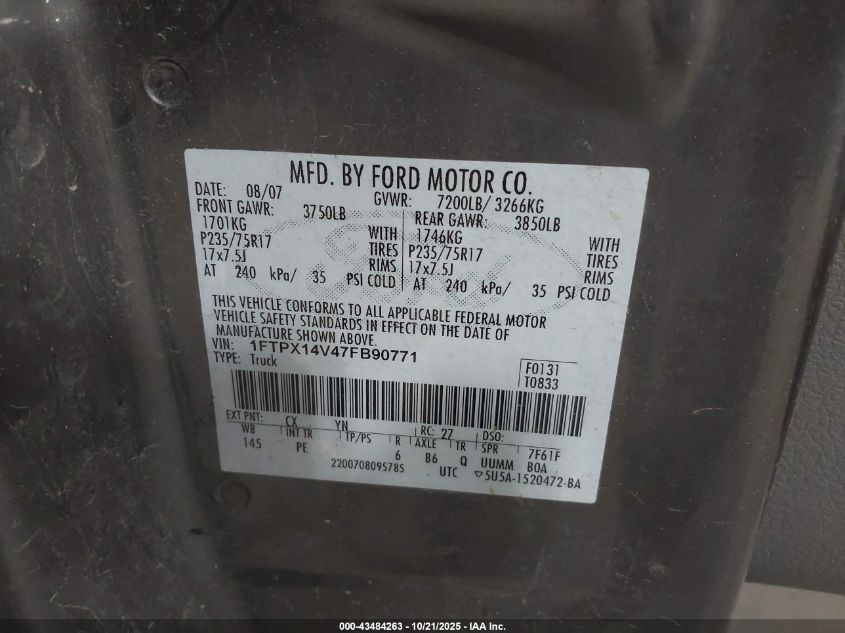 MFD. BY FORD MOTOR CO.
DATE: 08/07 GVWR: 7200LB/ 3266KG
FRONT GAWR: 3750LB REAR GAWR: 3850LB
1701KG WITH 1746KG WITH
P235/75R17 TIRES P235/75R17 TIRES
17x7.5J RIMS 17x7.5J RIMS
AT 240 kPa/ 35 PSI COLD AT 240 kPa/ 35 PSI COLD
THIS VEHICLE CONFORMS TO ALL APPLICABLE FEDERAL MOTOR
VEHICLE SAFETY STANDARDS IN EFFECT ON THE DATE OF
MANUFACTURE SHOWN ABOVE.
VIN: 1FTPX14V47FB90771
TYPE: Truck F0131
T0833
EXT PNT: CX YN RC: 27 DSO:
WB INT TR TP/PS R AXLE TR SPR 7F61F
145 PE 6 B6 Q UUMM BOA
2200708095785 UTC ▽5U5A-1520472-BA
000-43484263 - 10/21/2025 - IAA Inc.